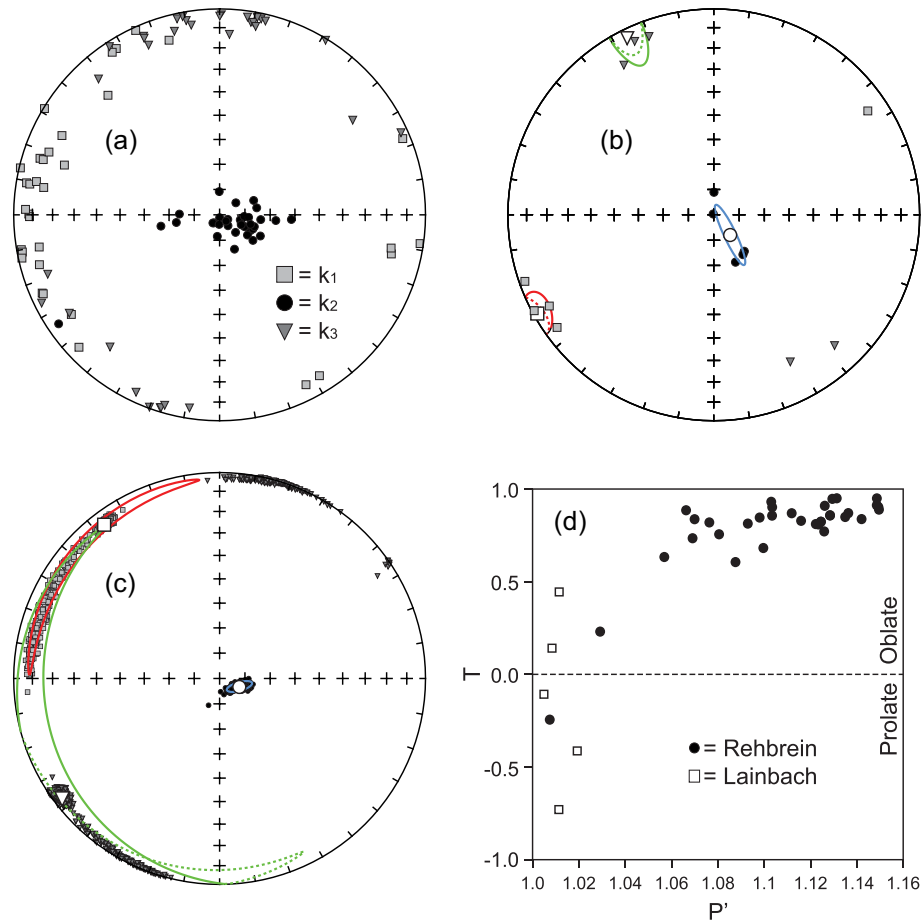 (a)
= k1
= k2
= k3
(b)
(c)
(d)
1.0
0.5
0.0
-0.5
-1.0
T
Oblate
Prolate
= Rehbrein
= Lainbach
1.0 1.02 1.04 1.06 1.08 1.1 1.12 1.14 1.16
P'